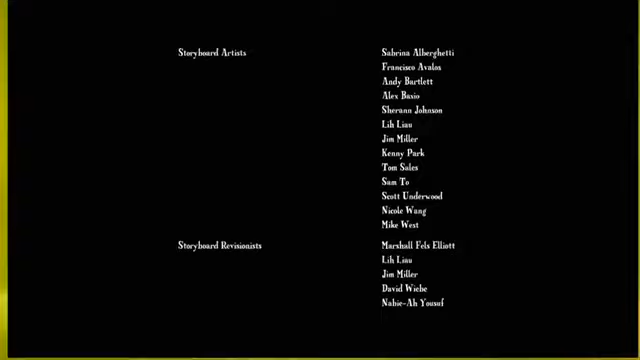 Storyboard Artists Sabrina Alberghetti
Francisco Avalos
Andy Bartlett
Alex Basio
Sherann Johnson
Lih Liau
Jim Miller
Kenny Park
Tom Sales
Sam To
Scott Underwood
Nicole Wang
Mike West
Storyboard Revisionists Marshall Fels Elliott
Lih Liau
Jim Miller
David Wiebe
Nabie-Ah Yousuf